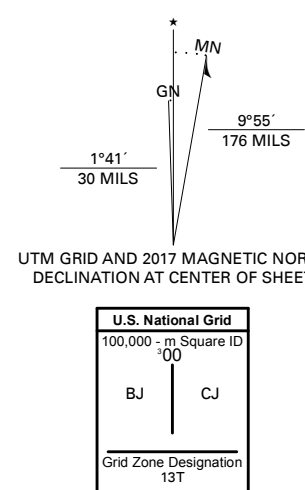 ★
MN
GN
9°55´
176 MILS
1°41´
30 MILS
UTM GRID AND 2017 MAGNETIC NOR
DECLINATION AT CENTER OF SHEET
U.S. National Grid
100,000 - m Square ID
³00
BJ CJ
Grid Zone Designation
13T